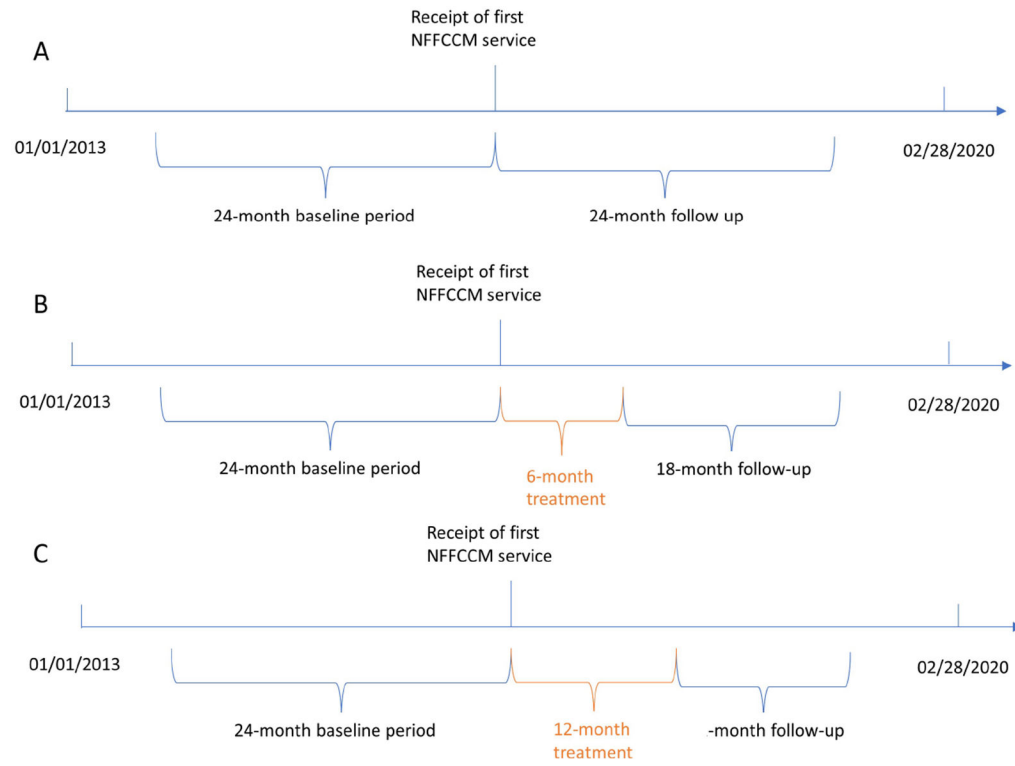 A
Receipt of first
NFFCCM service
01/01/2013
02/28/2020
24-month baseline period
24-month follow up
B
Receipt of first
NFFCCM service
01/01/2013
02/28/2020
24-month baseline period
6-month
treatment
18-month follow-up
C
Receipt of first
NFFCCM service
01/01/2013
02/28/2020
24-month baseline period
12-month
treatment
-month follow-up